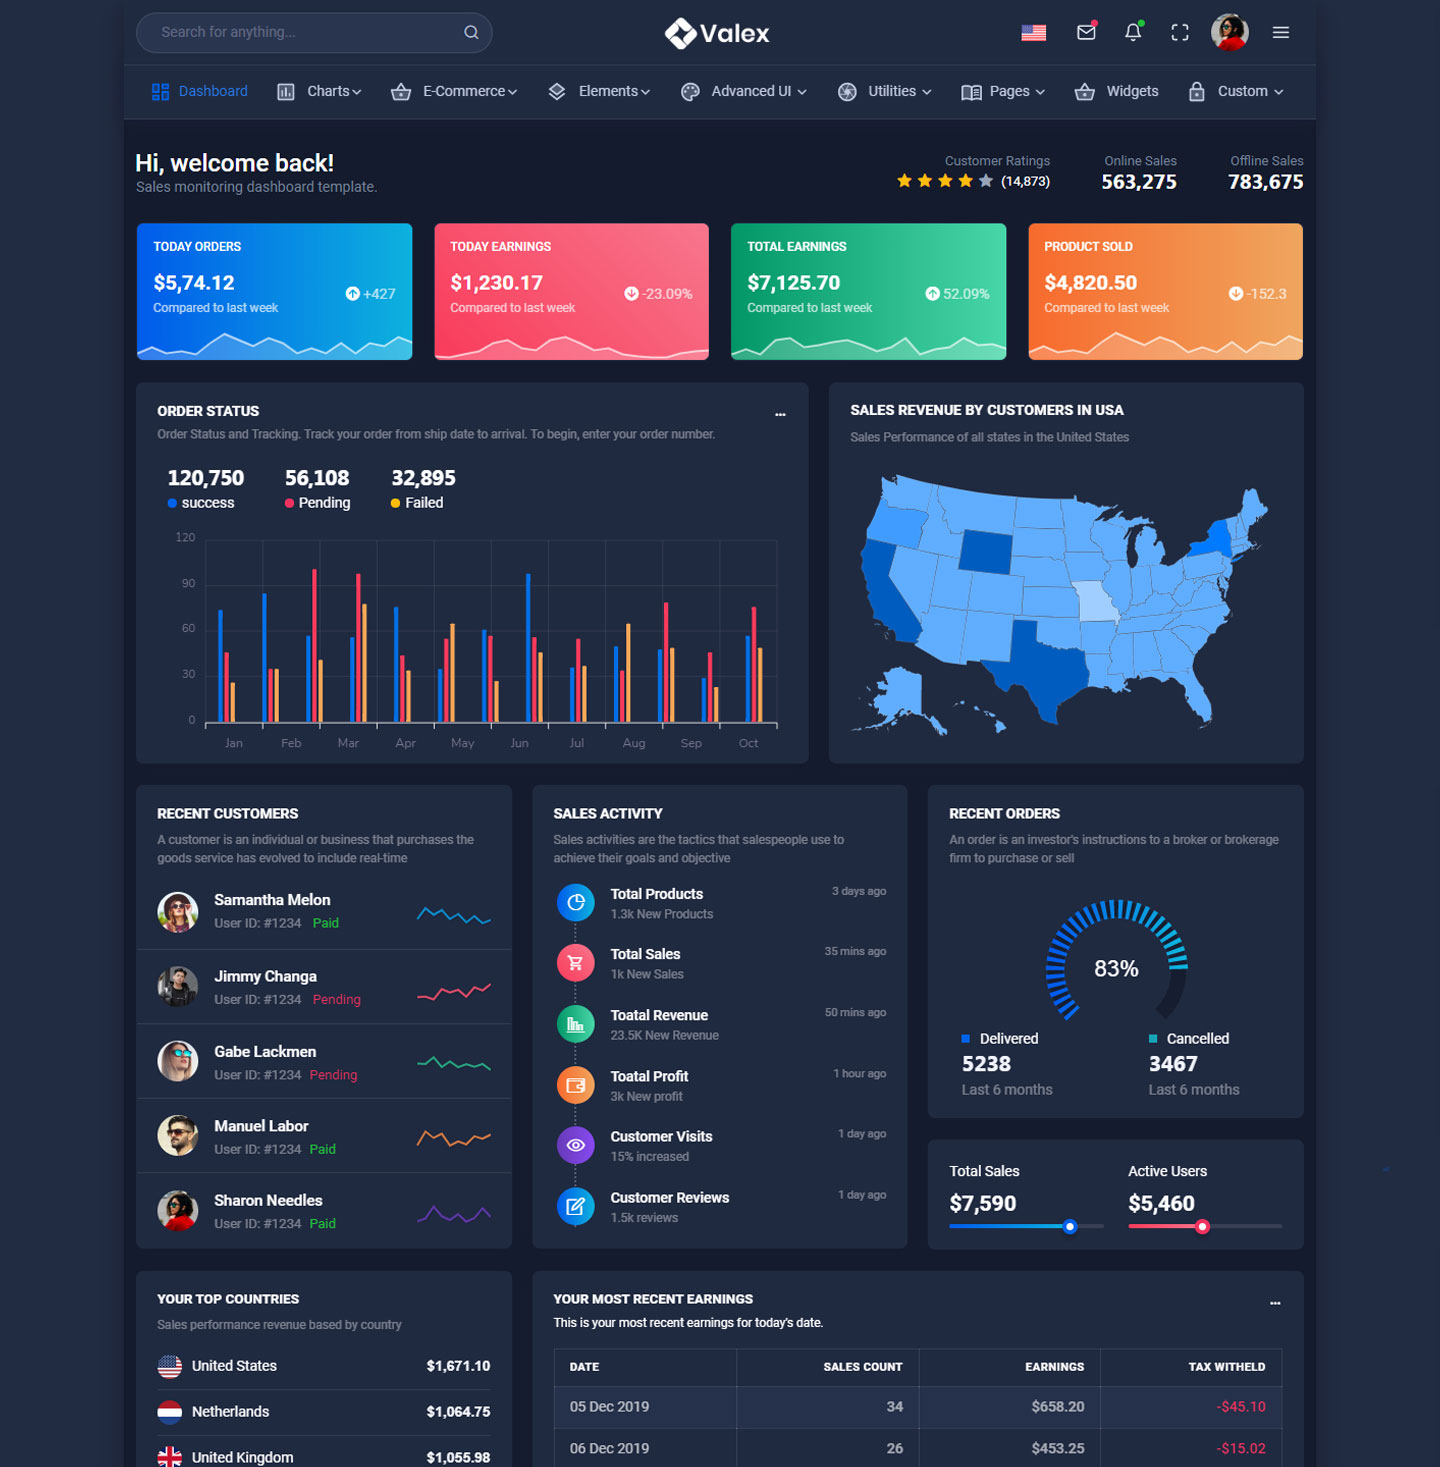 Search for anything...
Valex
Dashboard Charts E-Commerce Elements Advanced UI Utilities Pages Widgets Custom
Hi, welcome back!
Sales monitoring dashboard template.
Customer Ratings
(14,873)
Online Sales
563,275
Offline Sales
783,675
TODAY ORDERS
$5,74.12
Compared to last week
+427
TODAY EARNINGS
$1,230.17
Compared to last week
-23.09%
TOTAL EARNINGS
$7,125.70
Compared to last week
52.09%
PRODUCT SOLD
$4,820.50
Compared to last week
-152.3
ORDER STATUS
...
Order Status and Tracking. Track your order from ship date to arrival. To begin, enter your order number.
120,750
success
56,108
Pending
32,895
Failed
120
90
60
30
0
Jan Feb Mar Apr May Jun Jul Aug Sep Oct
SALES REVENUE BY CUSTOMERS IN USA
Sales Performance of all states in the United States
RECENT CUSTOMERS
A customer is an individual or business that purchases the
goods service has evolved to include real-time
Samantha Melon
User ID: #1234 Paid
Jimmy Changa
User ID: #1234 Pending
Gabe Lackmen
User ID: #1234 Pending
Manuel Labor
User ID: #1234 Paid
Sharon Needles
User ID: #1234 Paid
SALES ACTIVITY
Sales activities are the tactics that salespeople use to
achieve their goals and objective
Total Products 3 days ago
1.3k New Products
Total Sales 35 mins ago
1k New Sales
Toatal Revenue 50 mins ago
23.5K New Revenue
Toatal Profit 1 hour ago
3k New profit
Customer Visits 1 day ago
15% increased
Customer Reviews 1 day ago
1.5k reviews
RECENT ORDERS
An order is an investor's instructions to a broker or brokerage
firm to purchase or sell
83%
Delivered
5238
Last 6 months
Cancelled
3467
Last 6 months
Total Sales
$7,590
Active Users
$5,460
YOUR TOP COUNTRIES
Sales performance revenue based by country
United States $1,671.10
Netherlands $1,064.75
United Kingdom $1,055.98
YOUR MOST RECENT EARNINGS
...
This is your most recent earnings for today's date.
DATE SALES COUNT EARNINGS TAX WITHELD
05 Dec 2019 34 $658.20 -$45.10
06 Dec 2019 26 $453.25 -$15.02